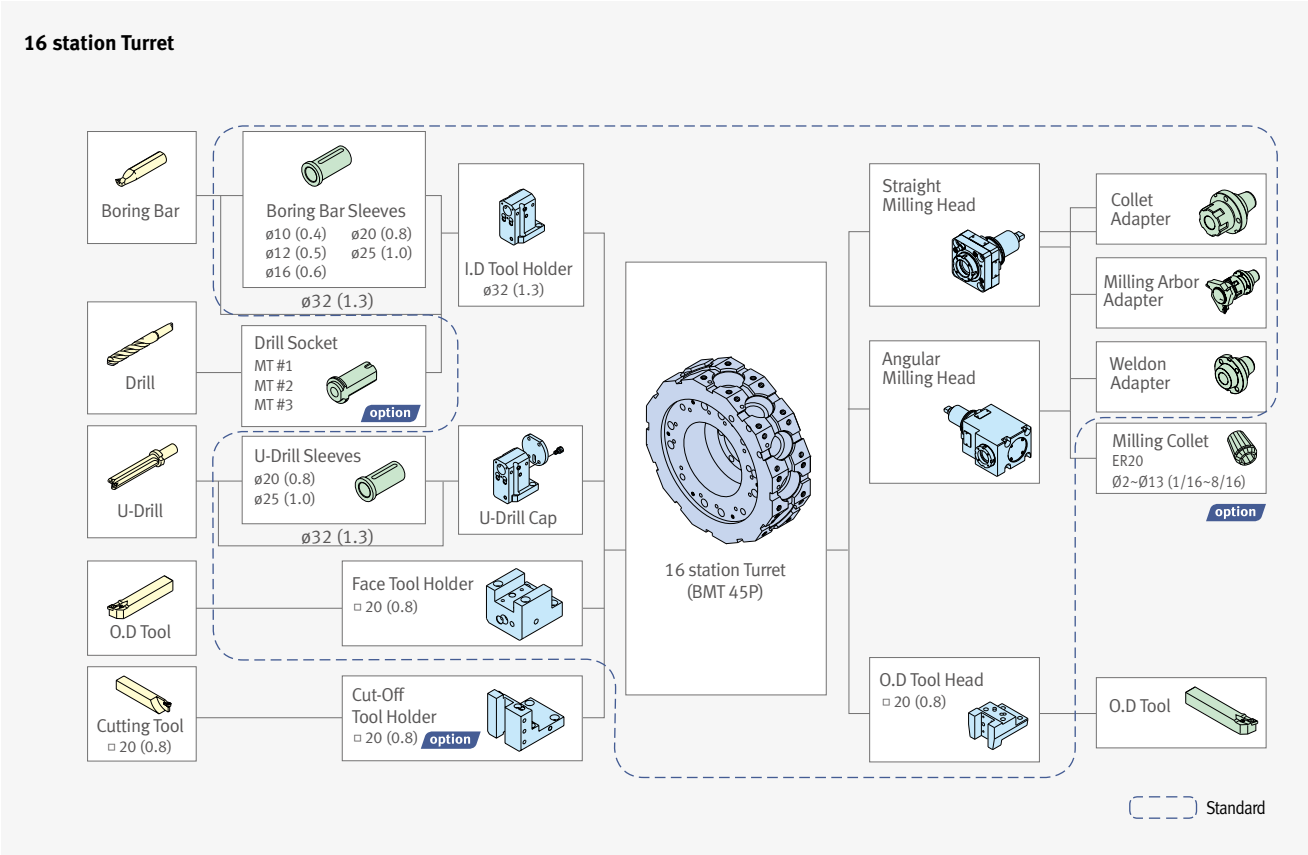 16 station Turret
Boring Bar
Boring Bar Sleeves
ø10 (0.4)
ø20 (0.8)
ø12 (0.5)
ø25 (1.0)
ø16 (0.6)
ø32 (1.3)
I.D Tool Holder
ø32 (1.3)
Drill
Drill Socket
MT #1
MT #2
MT #3
option
U-Drill
U-Drill Sleeves
ø20 (0.8)
ø25 (1.0)
ø32 (1.3)
U-Drill Cap
O.D Tool
Face Tool Holder
□ 20 (0.8)
Cutting Tool
□ 20 (0.8)
Cut-Off
Tool Holder
□ 20 (0.8)
option
16 station Turret
(BMT 45P)
Straight
Milling Head
Angular
Milling Head
O.D Tool Head
□ 20 (0.8)
Collet
Adapter
Milling Arbor
Adapter
Weldon
Adapter
Milling Collet
ER20
Ø2~Ø13 (1/16~8/16)
option
O.D Tool
Standard